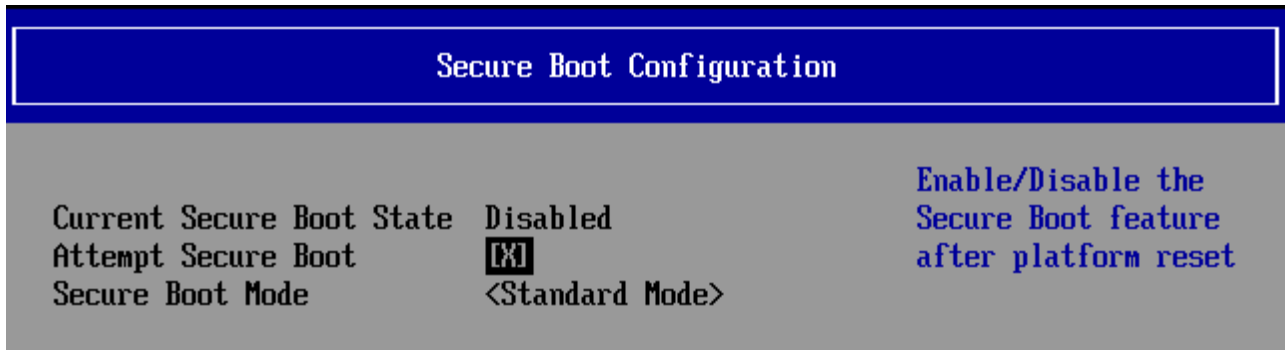 Secure Boot Configuration
Current Secure Boot State Disabled
Attempt Secure Boot [X]
Secure Boot Mode <Standard Mode>
Enable/Disable the
Secure Boot feature
after platform reset